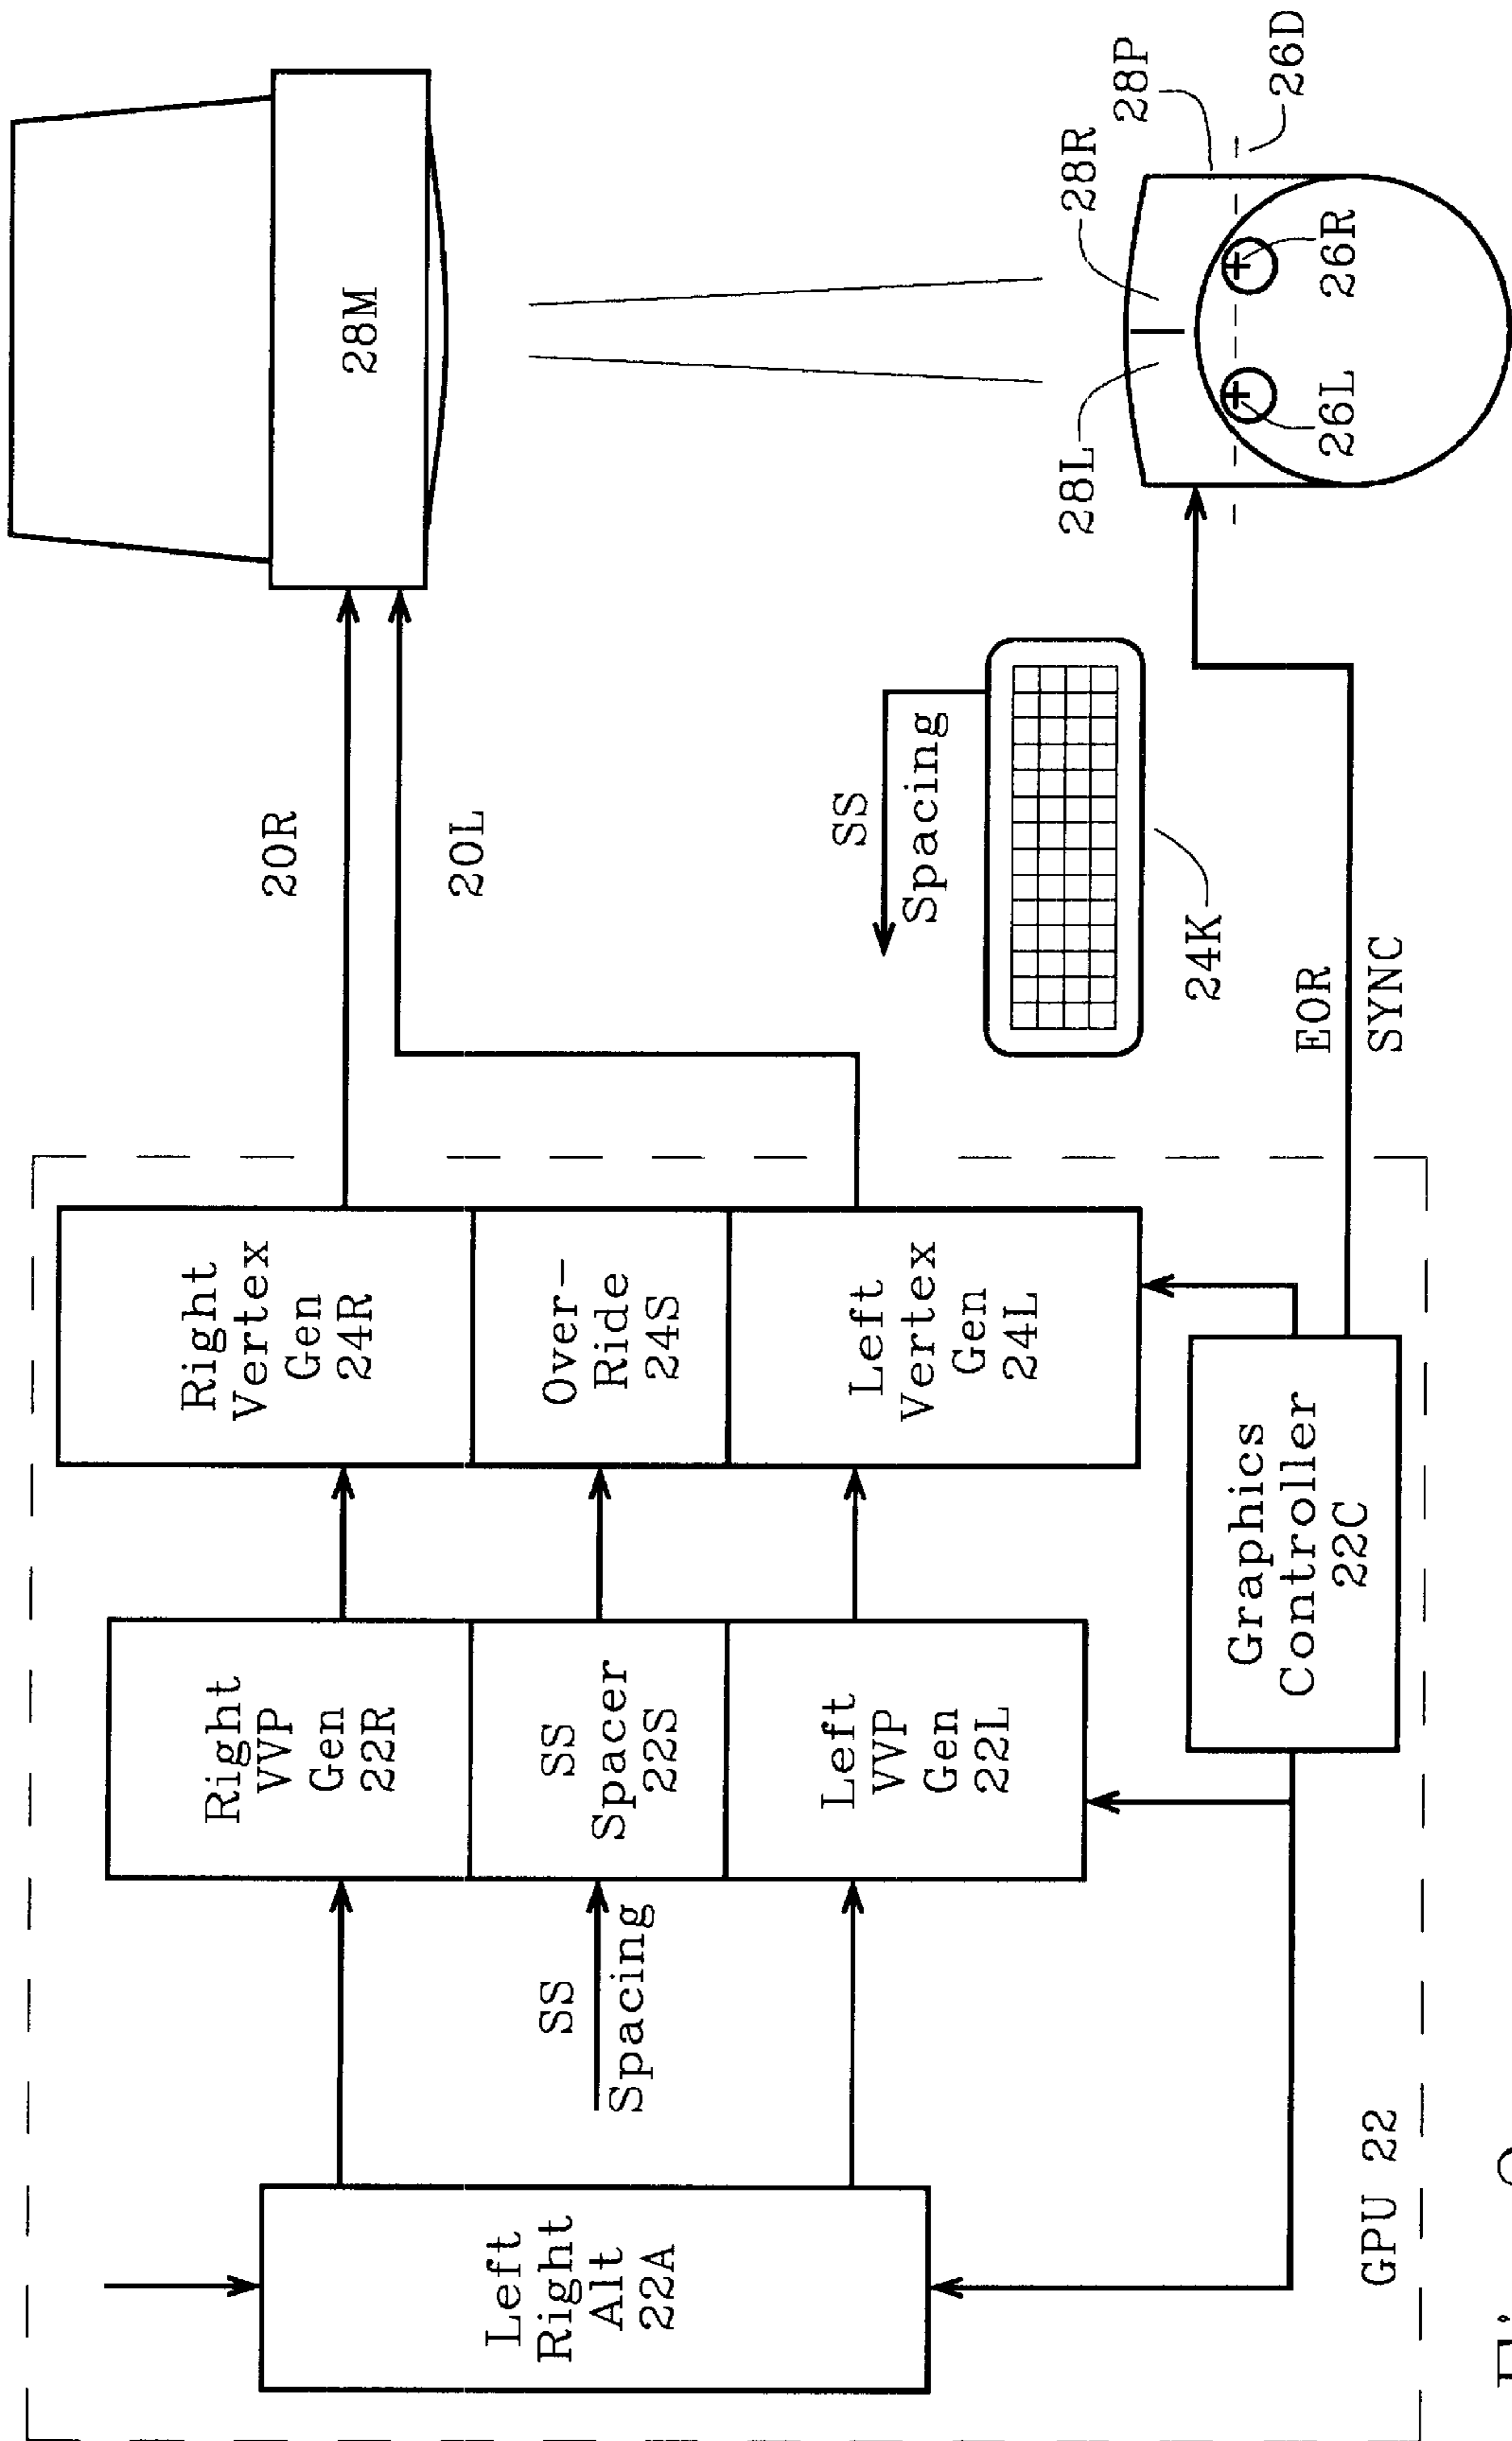 Left
Right
Alt
22A
SS
Spacing
Right
VVP
Gen
22R
SS
Spacer
22S
Left
VVP
Gen
22L
Right
Vertex
Gen
24R
Over-
Ride
24S
Left
Vertex
Gen
24L
Graphics
Controller
22C
GPU 22
20R
20L
SS
Spacing
24K
EOR
SYNC
28M
28L
28R
28P
26D
26L
26R